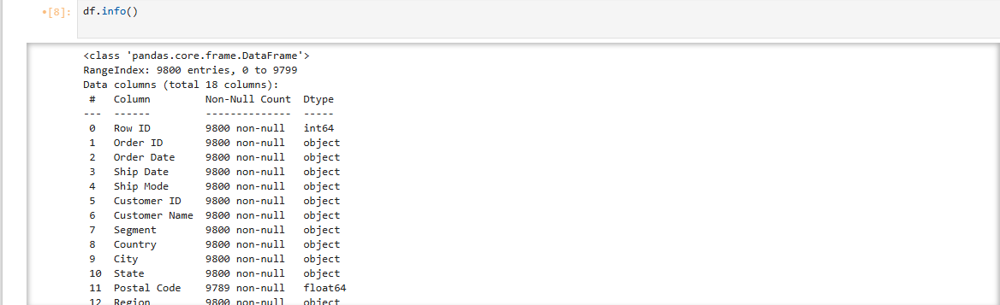 [8]: df.info()
<class 'pandas.core.frame.DataFrame'>
RangeIndex: 9800 entries, 0 to 9799
Data columns (total 18 columns):
 #   Column         Non-Null Count  Dtype
---  ------         --------------  -----
 0   Row ID         9800 non-null   int64
 1   Order ID       9800 non-null   object
 2   Order Date     9800 non-null   object
 3   Ship Date      9800 non-null   object
 4   Ship Mode      9800 non-null   object
 5   Customer ID    9800 non-null   object
 6   Customer Name  9800 non-null   object
 7   Segment        9800 non-null   object
 8   Country        9800 non-null   object
 9   City           9800 non-null   object
 10  State          9800 non-null   object
 11  Postal Code    9789 non-null   float64
 12  Region         9800 non-null   object